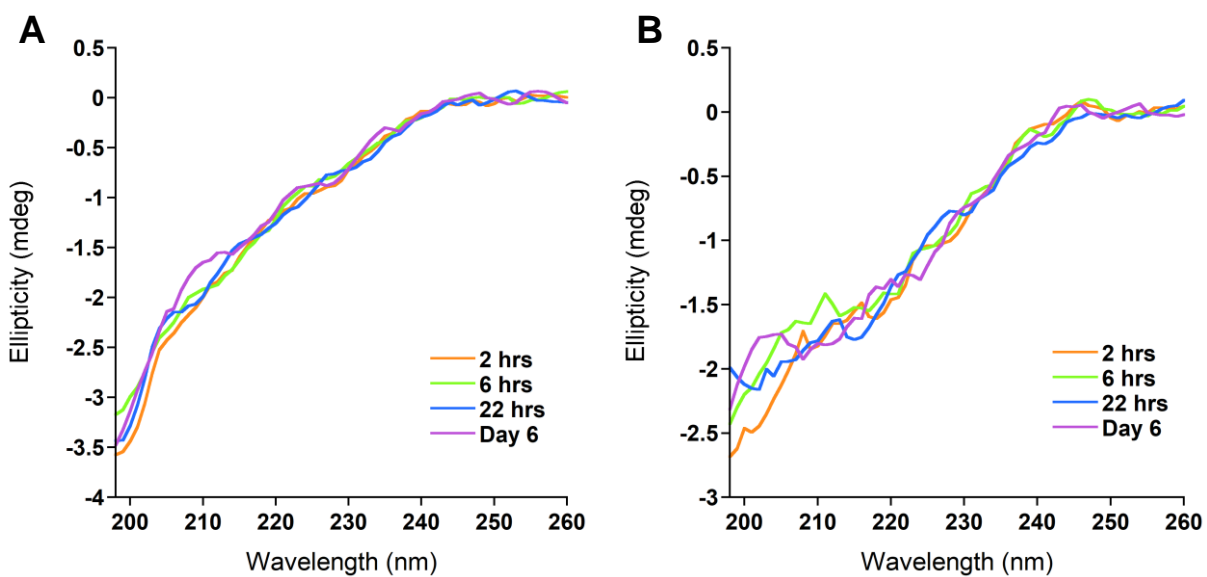 A
0.5
0
-0.5
-1
-1.5
-2
-2.5
-3
-3.5
-4
Ellipticity (mdeg)
200 210 220 230 240 250 260
Wavelength (nm)
2 hrs
6 hrs
22 hrs
Day 6
B
0.5
0
-0.5
-1
-1.5
-2
-2.5
-3
Ellipticity (mdeg)
200 210 220 230 240 250 260
Wavelength (nm)
2 hrs
6 hrs
22 hrs
Day 6